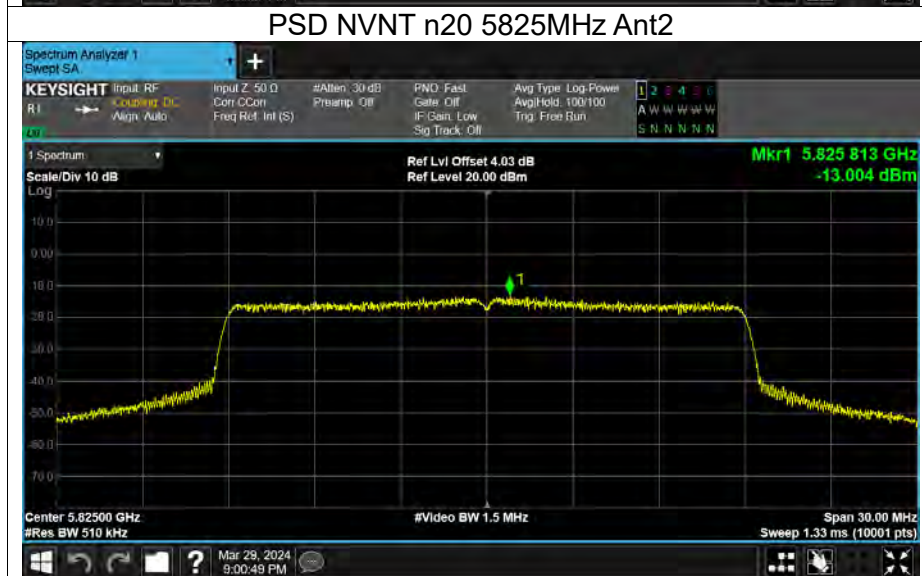 PSD NVNT n20 5825MHz Ant2
Spectrum Analyzer 1
Swept SA
+
KEYSIGHT Input: RF
Coupling: DC
Align: Auto
Input Z: 50 Ω
Corr CCorr
Freq Ref: Int (S)
#Atten: 30 dB
Preamp: Off
PNO: Fast
Gate: Off
IF Gain: Low
Sig Track: Off
Avg Type: Log-Power
Avg|Hold: 100/100
Trig: Free Run
1 2 3 4 5 6
A W W W W W
S N N N N N
1 Spectrum
Scale/Div 10 dB
Log
Ref Lvl Offset 4.03 dB
Ref Level 20.00 dBm
Mkr1 5.825 813 GHz
-13.004 dBm
10.0
0.00
-10.0
-20.0
-30.0
-40.0
-50.0
-60.0
-70.0
1
Center 5.82500 GHz
#Res BW 510 kHz
#Video BW 1.5 MHz
Span 30.00 MHz
Sweep 1.33 ms (10001 pts)
?
Mar 29, 2024
9:00:49 PM